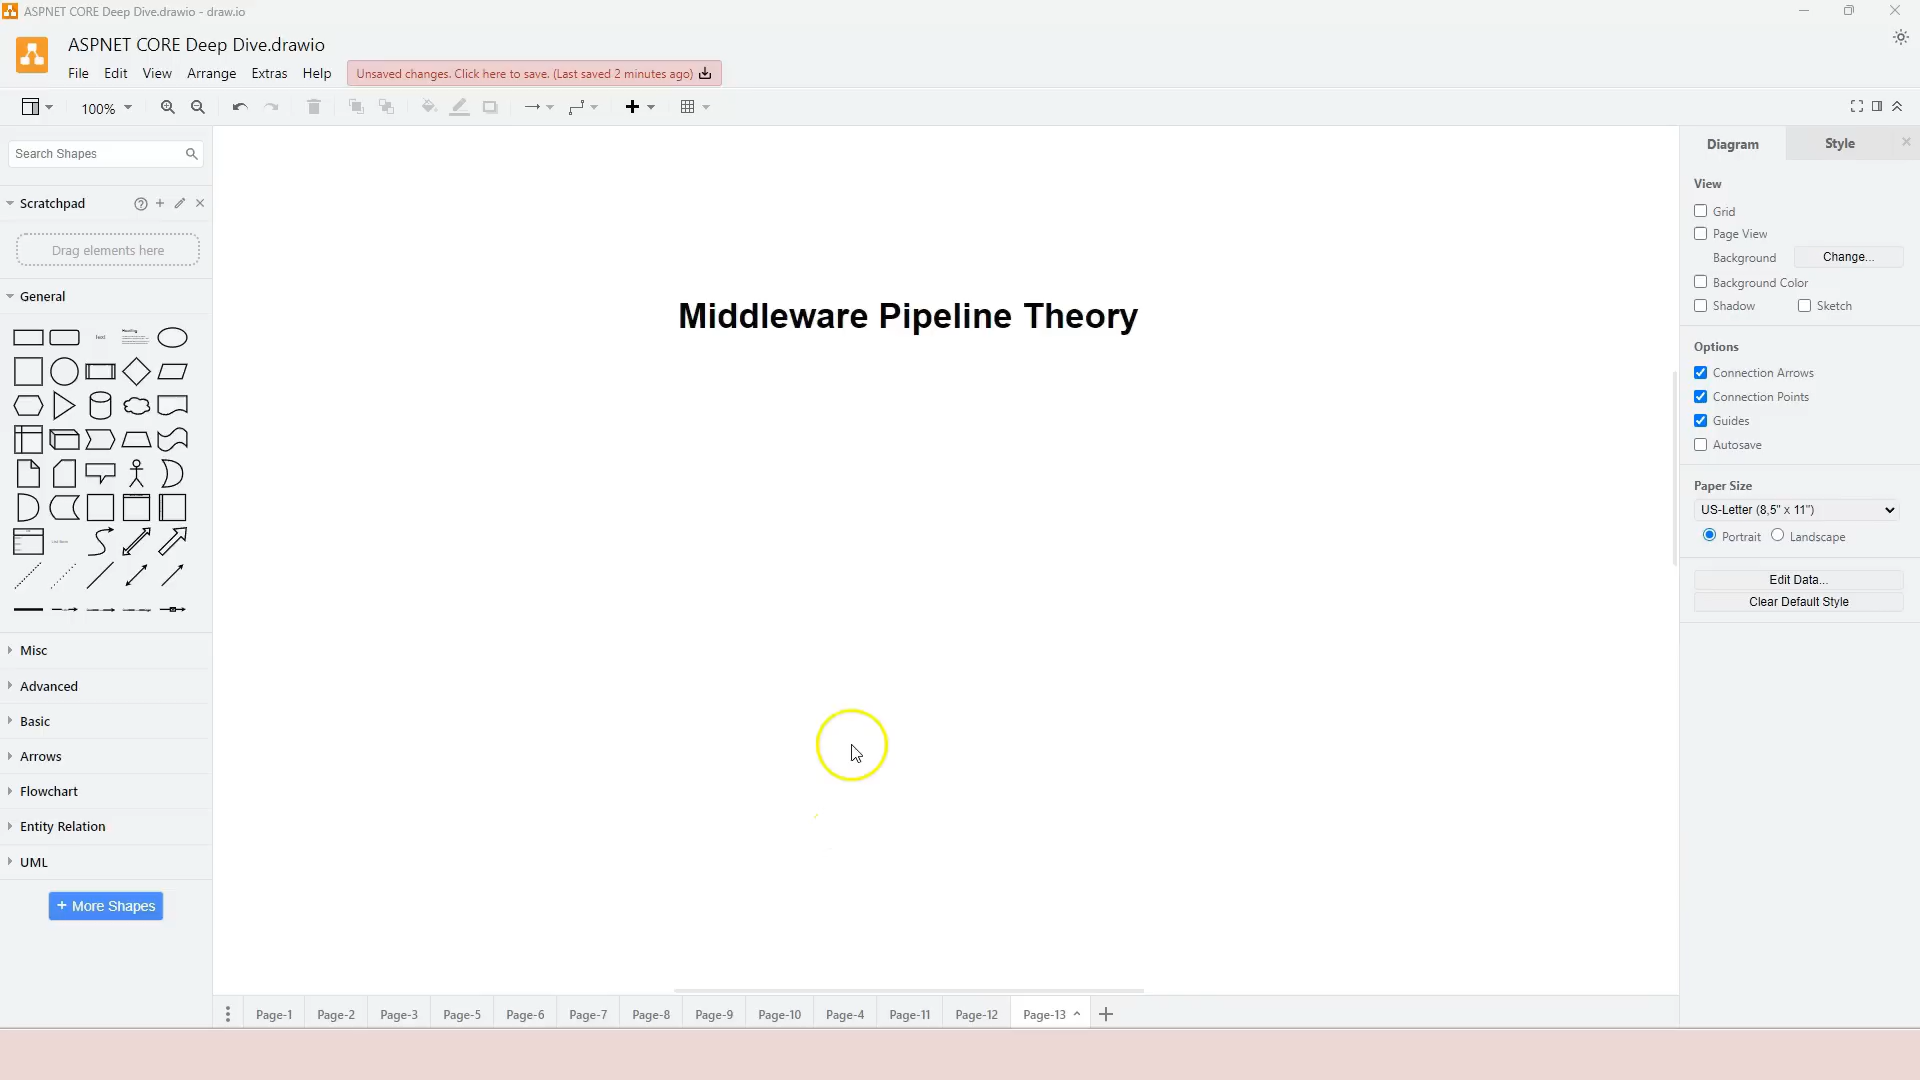 ASPNET CORE Deep Dive.drawio - draw.io
ASPNET CORE Deep Dive.drawio
File Edit View Arrange Extras Help
Unsaved changes. Click here to save. (Last saved 2 minutes ago)
100%
Search Shapes
Scratchpad
Drag elements here
General
Text
Heading
Misc
Advanced
Basic
Arrows
Flowchart
Entity Relation
UML
+ More Shapes
Middleware Pipeline Theory
Page-1 Page-2 Page-3 Page-5 Page-6 Page-7 Page-8 Page-9 Page-10 Page-4 Page-11 Page-12 Page-13
Diagram Style
View
Grid
Page View
Background Change...
Background Color
Shadow Sketch
Options
Connection Arrows
Connection Points
Guides
Autosave
Paper Size
US-Letter (8,5" x 11")
Portrait Landscape
Edit Data...
Clear Default Style